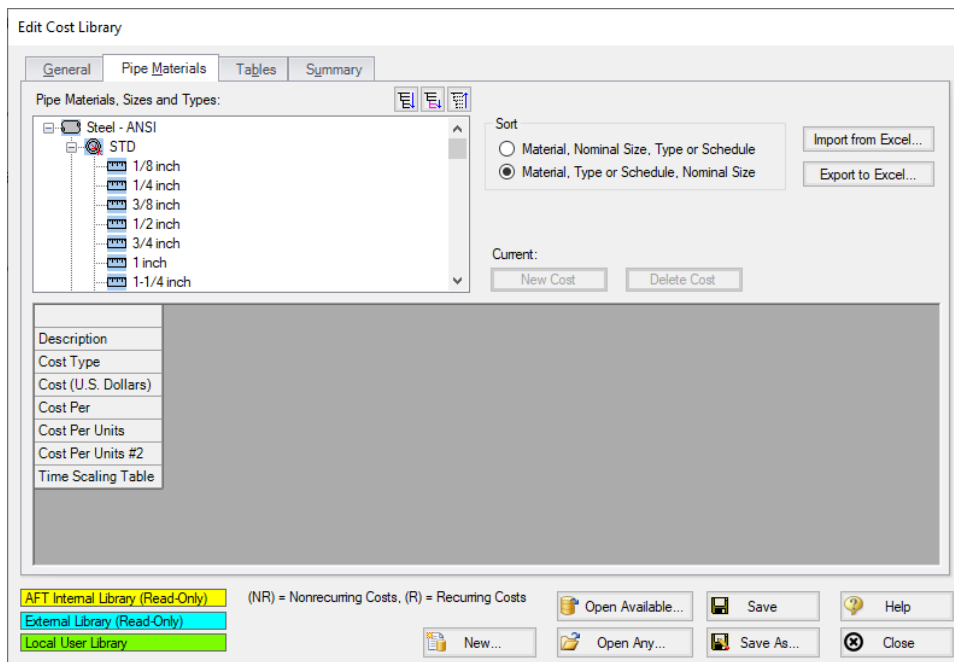 Edit Cost Library
General
Pipe Materials
Tables
Summary
Pipe Materials, Sizes and Types:
Steel - ANSI
STD
1/8 inch
1/4 inch
3/8 inch
1/2 inch
3/4 inch
1 inch
1-1/4 inch
Sort
Material, Nominal Size, Type or Schedule
Material, Type or Schedule, Nominal Size
Import from Excel...
Export to Excel...
Current:
New Cost
Delete Cost
Description
Cost Type
Cost (U.S. Dollars)
Cost Per
Cost Per Units
Cost Per Units #2
Time Scaling Table
AFT Internal Library (Read-Only)
External Library (Read-Only)
Local User Library
(NR) = Nonrecurring Costs, (R) = Recurring Costs
Open Available...
Save
Help
New...
Open Any...
Save As...
Close